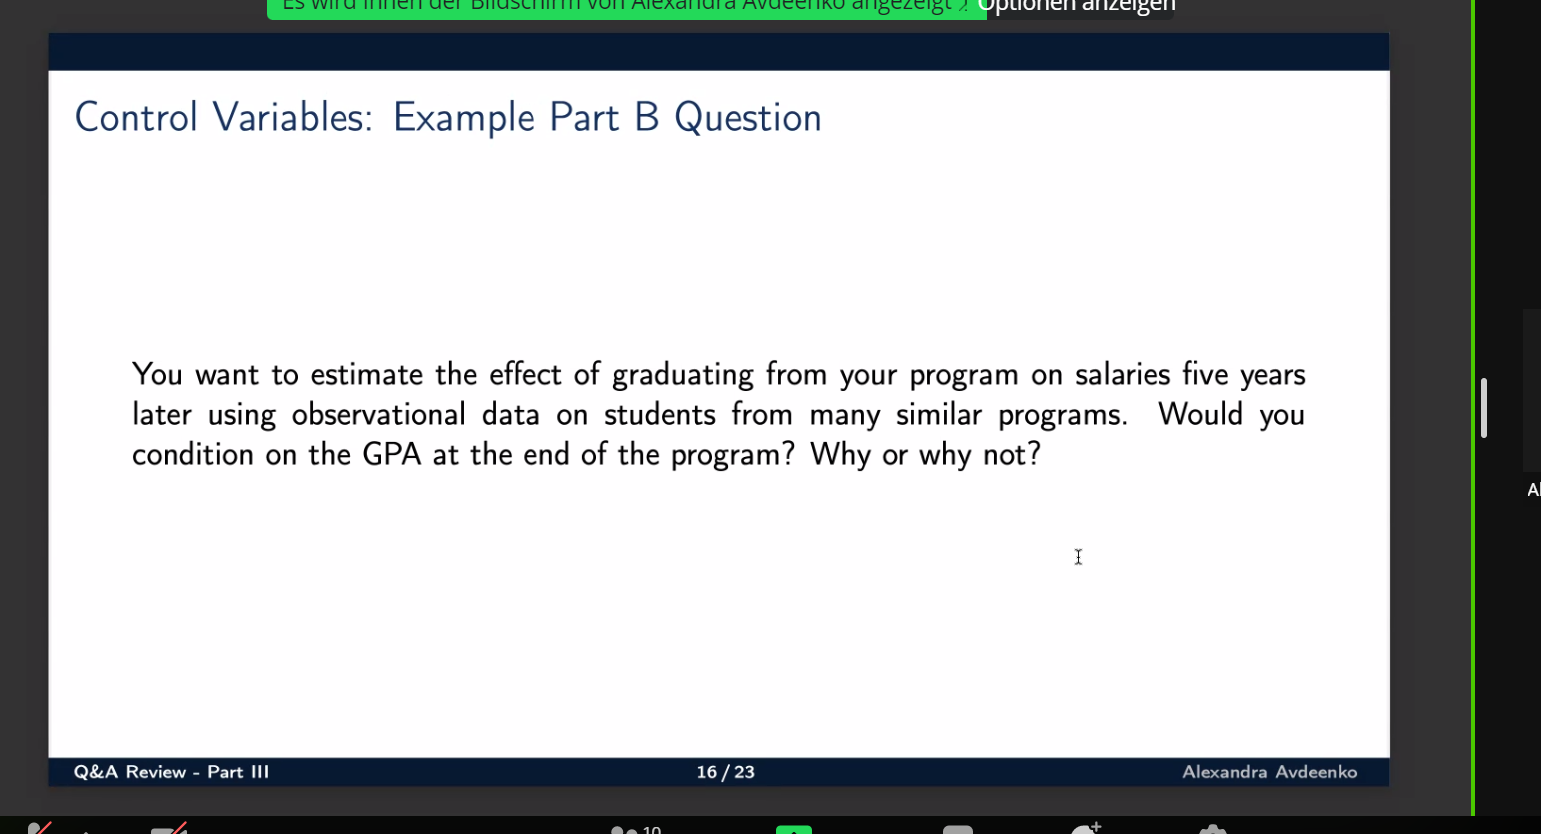 Es wird Ihnen der Bildschirm von Alexandra Avdeenko angezeigt Optionen anzeigen
Control Variables: Example Part B Question
You want to estimate the effect of graduating from your program on salaries five years
later using observational data on students from many similar programs. Would you
condition on the GPA at the end of the program? Why or why not?
Q&A Review - Part III 16 / 23 Alexandra Avdeenko
10